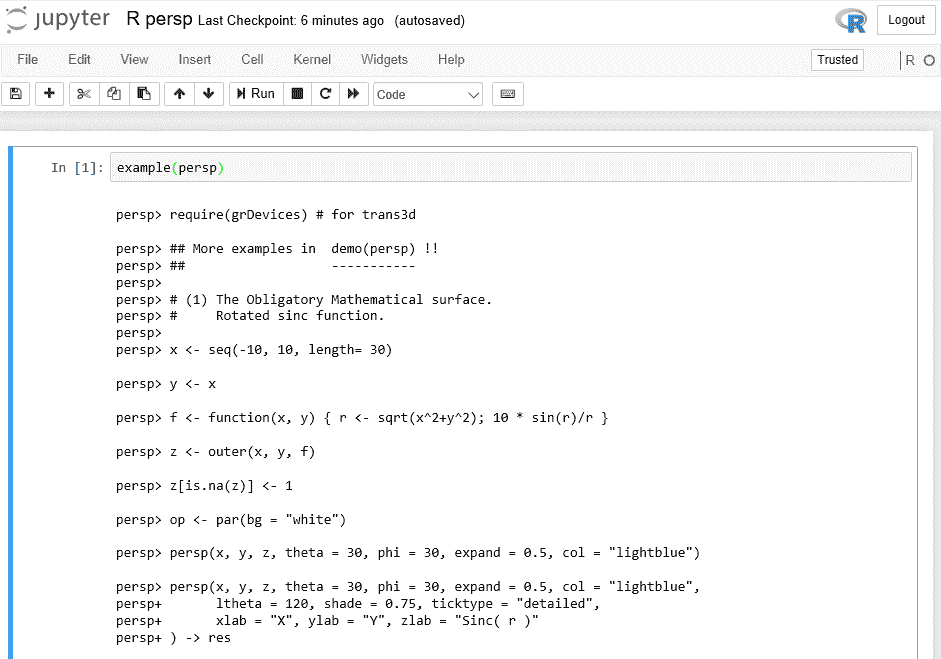 jupyter R persp Last Checkpoint: 6 minutes ago (autosaved) R Logout
File Edit View Insert Cell Kernel Widgets Help Trusted R
Run Code
In [1]: example(persp)
persp> require(grDevices) # for trans3d
persp> ## More examples in  demo(persp) !!
persp> ##                   -----------
persp>
persp> # (1) The Obligatory Mathematical surface.
persp> #     Rotated sinc function.
persp>
persp> x <- seq(-10, 10, length= 30)
persp> y <- x
persp> f <- function(x, y) { r <- sqrt(x^2+y^2); 10 * sin(r)/r }
persp> z <- outer(x, y, f)
persp> z[is.na(z)] <- 1
persp> op <- par(bg = "white")
persp> persp(x, y, z, theta = 30, phi = 30, expand = 0.5, col = "lightblue")
persp> persp(x, y, z, theta = 30, phi = 30, expand = 0.5, col = "lightblue",
persp+       ltheta = 120, shade = 0.75, ticktype = "detailed",
persp+       xlab = "X", ylab = "Y", zlab = "Sinc( r )"
persp+ ) -> res